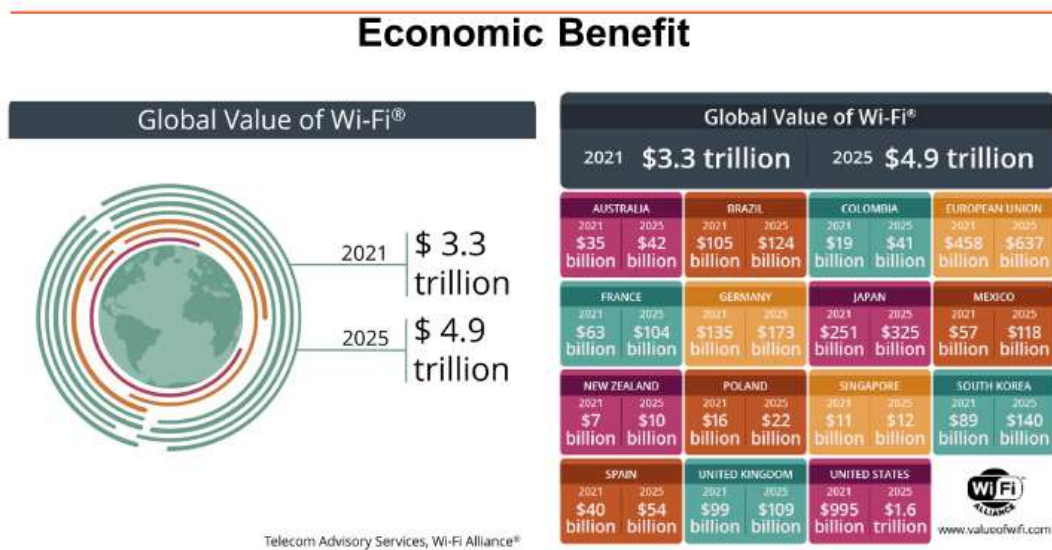 Economic Benefit
Global Value of Wi-Fi®
2021
$ 3.3
trillion
2025
$ 4.9
trillion
Telecom Advisory Services, Wi-Fi Alliance®
Global Value of Wi-Fi®
2021 $3.3 trillion 2025 $4.9 trillion
AUSTRALIA BRAZIL COLOMBIA EUROPEAN UNION
2021 2025 2021 2025 2021 2025 2021 2025
$35 $42 $105 $124 $19 $41 $458 $637
billion billion billion billion billion billion billion billion
FRANCE GERMANY JAPAN MEXICO
2021 2025 2021 2025 2021 2025 2021 2025
$63 $104 $135 $173 $251 $325 $57 $118
billion billion billion billion billion billion billion billion
NEW ZEALAND POLAND SINGAPORE SOUTH KOREA
2021 2025 2021 2025 2021 2025 2021 2025
$7 $10 $16 $22 $11 $12 $89 $140
billion billion billion billion billion billion billion billion
SPAIN UNITED KINGDOM UNITED STATES
2021 2025 2021 2025 2021 2025
$40 $54 $99 $109 $995 $1.6
billion billion billion billion billion trillion
Wi Fi
ALLIANCE
www.valueofwifi.com